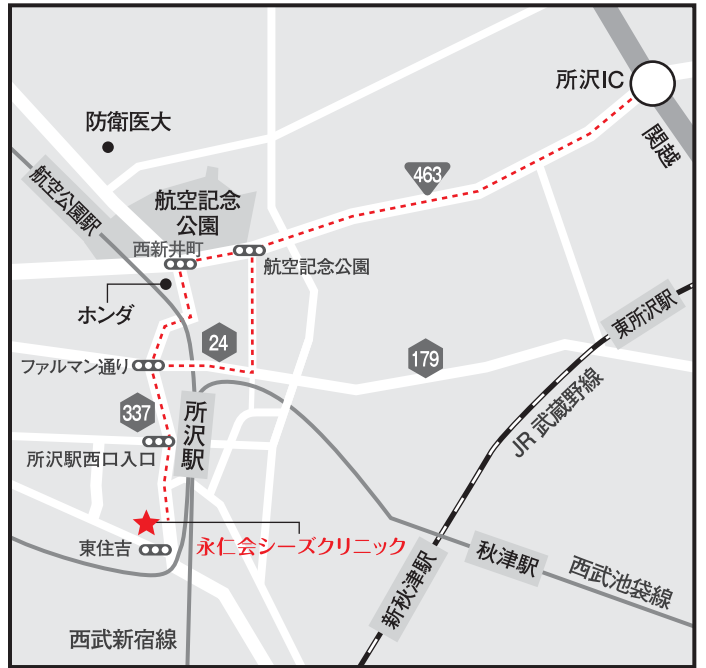 所沢IC
関越
防衛医大
463
航空公園駅
航空記念
公園
西新井町
航空記念公園
ホンダ
東所沢駅
24
179
ファルマン通り
337
所沢駅
JR 武蔵野線
所沢駅西口入口
永仁会シーズクリニック
東住吉
秋津駅
新秋津駅
西武池袋線
西武新宿線